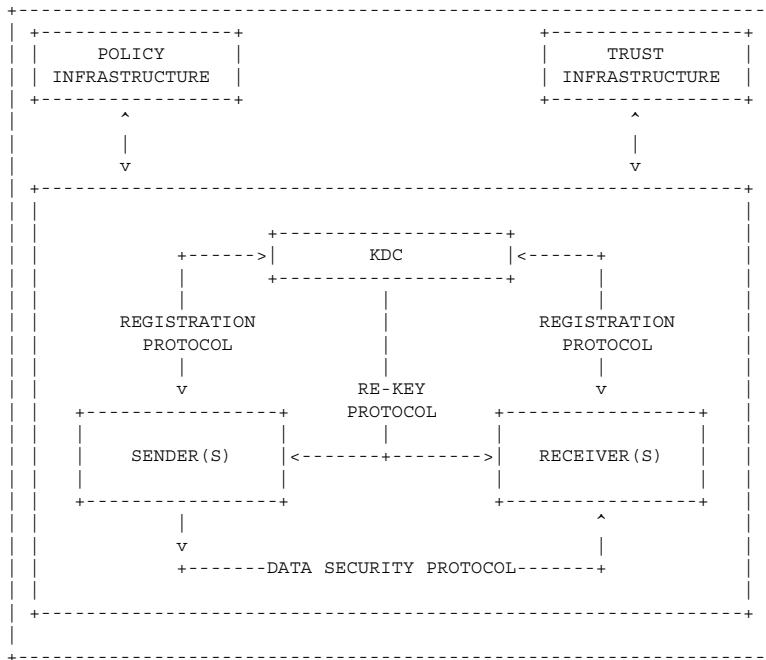 POLICY TRUST
INFRASTRUCTURE INFRASTRUCTURE
KDC
REGISTRATION REGISTRATION
PROTOCOL PROTOCOL
RE-KEY
PROTOCOL
SENDER(S) RECEIVER(S)
DATA SECURITY PROTOCOL